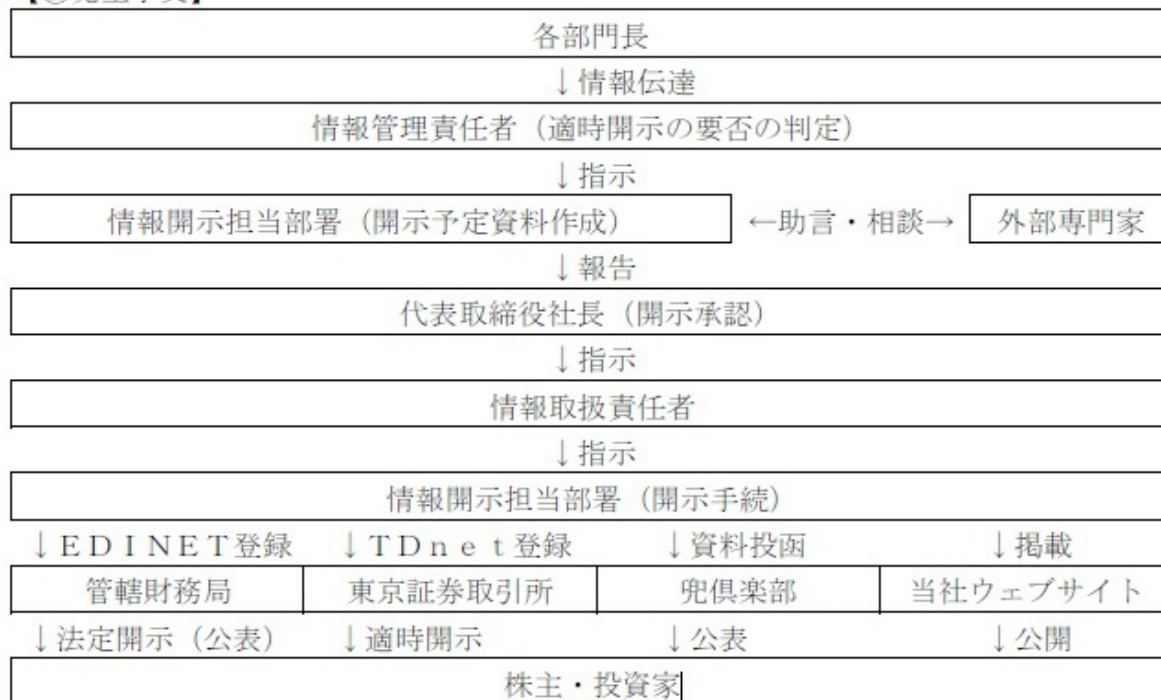 各部門長
↓情報伝達
情報管理責任者（適時開示の要否の判定）
↓指示
情報開示担当部署（開示予定資料作成） ←助言・相談→ 外部専門家
↓報告
代表取締役社長（開示承認）
↓指示
情報取扱責任者
↓指示
情報開示担当部署（開示手続）
↓ＥＤＩＮＥＴ登録 ↓ＴＤｎｅｔ登録 ↓資料投函 ↓掲載
管轄財務局 東京証券取引所 兜倶楽部 当社ウェブサイト
↓法定開示（公表） ↓適時開示 ↓公表 ↓公開
株主・投資家